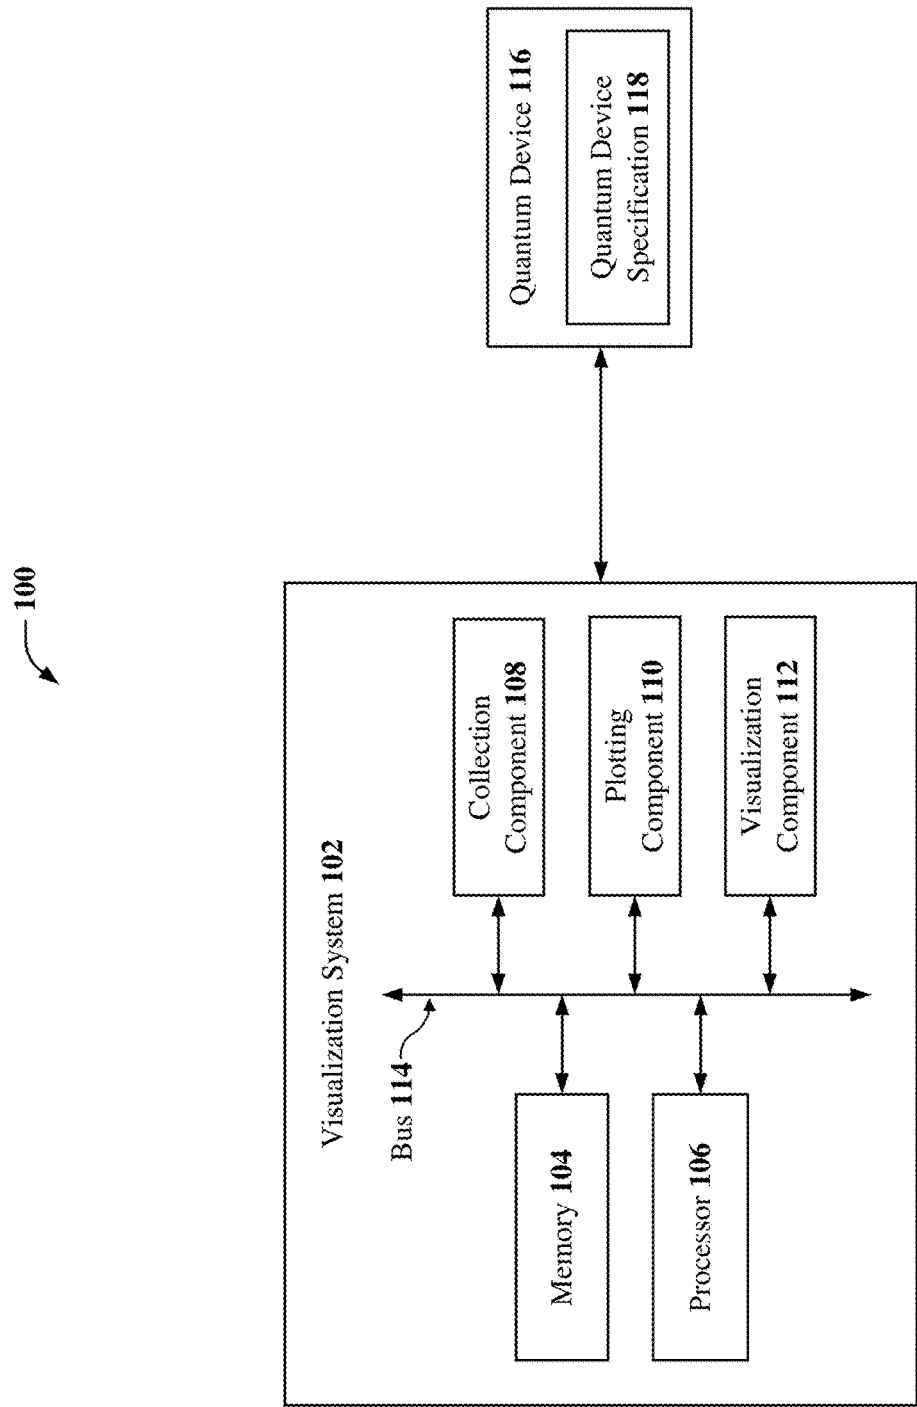 100
Visualization System 102
Bus 114
Memory 104
Processor 106
Collection
Component 108
Plotting
Component 110
Visualization
Component 112
Quantum Device 116
Quantum Device
Specification 118